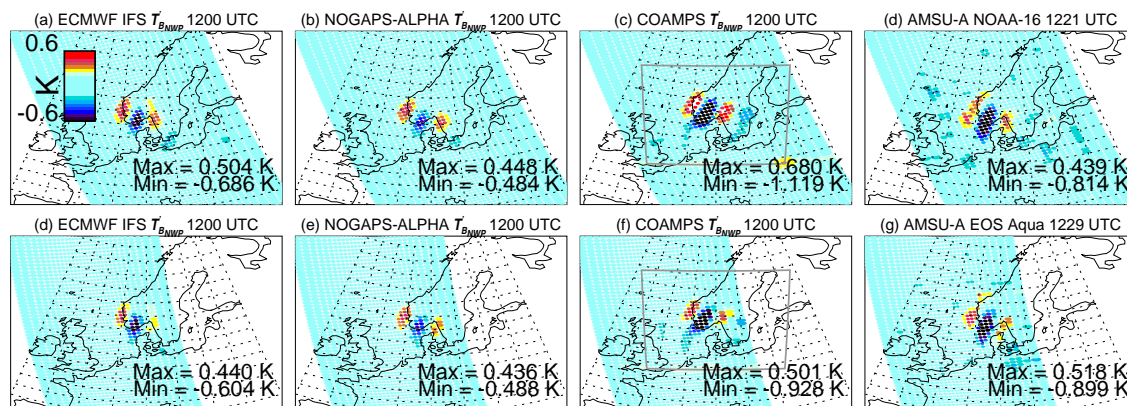 (a) ECMWF IFS T'BNWP 1200 UTC
(b) NOGAPS-ALPHA T'BNWP 1200 UTC
(c) COAMPS T'BNWP 1200 UTC
(d) AMSU-A NOAA-16 1221 UTC
0.6
K
-0.6
Max = 0.504 K
Min = -0.686 K
Max = 0.448 K
Min = -0.484 K
Max = 0.680 K
Min = -1.119 K
Max = 0.439 K
Min = -0.814 K
(d) ECMWF IFS T'BNWP 1200 UTC
(e) NOGAPS-ALPHA T'BNWP 1200 UTC
(f) COAMPS T'BNWP 1200 UTC
(g) AMSU-A EOS Aqua 1229 UTC
Max = 0.440 K
Min = -0.604 K
Max = 0.436 K
Min = -0.488 K
Max = 0.501 K
Min = -0.928 K
Max = 0.518 K
Min = -0.899 K